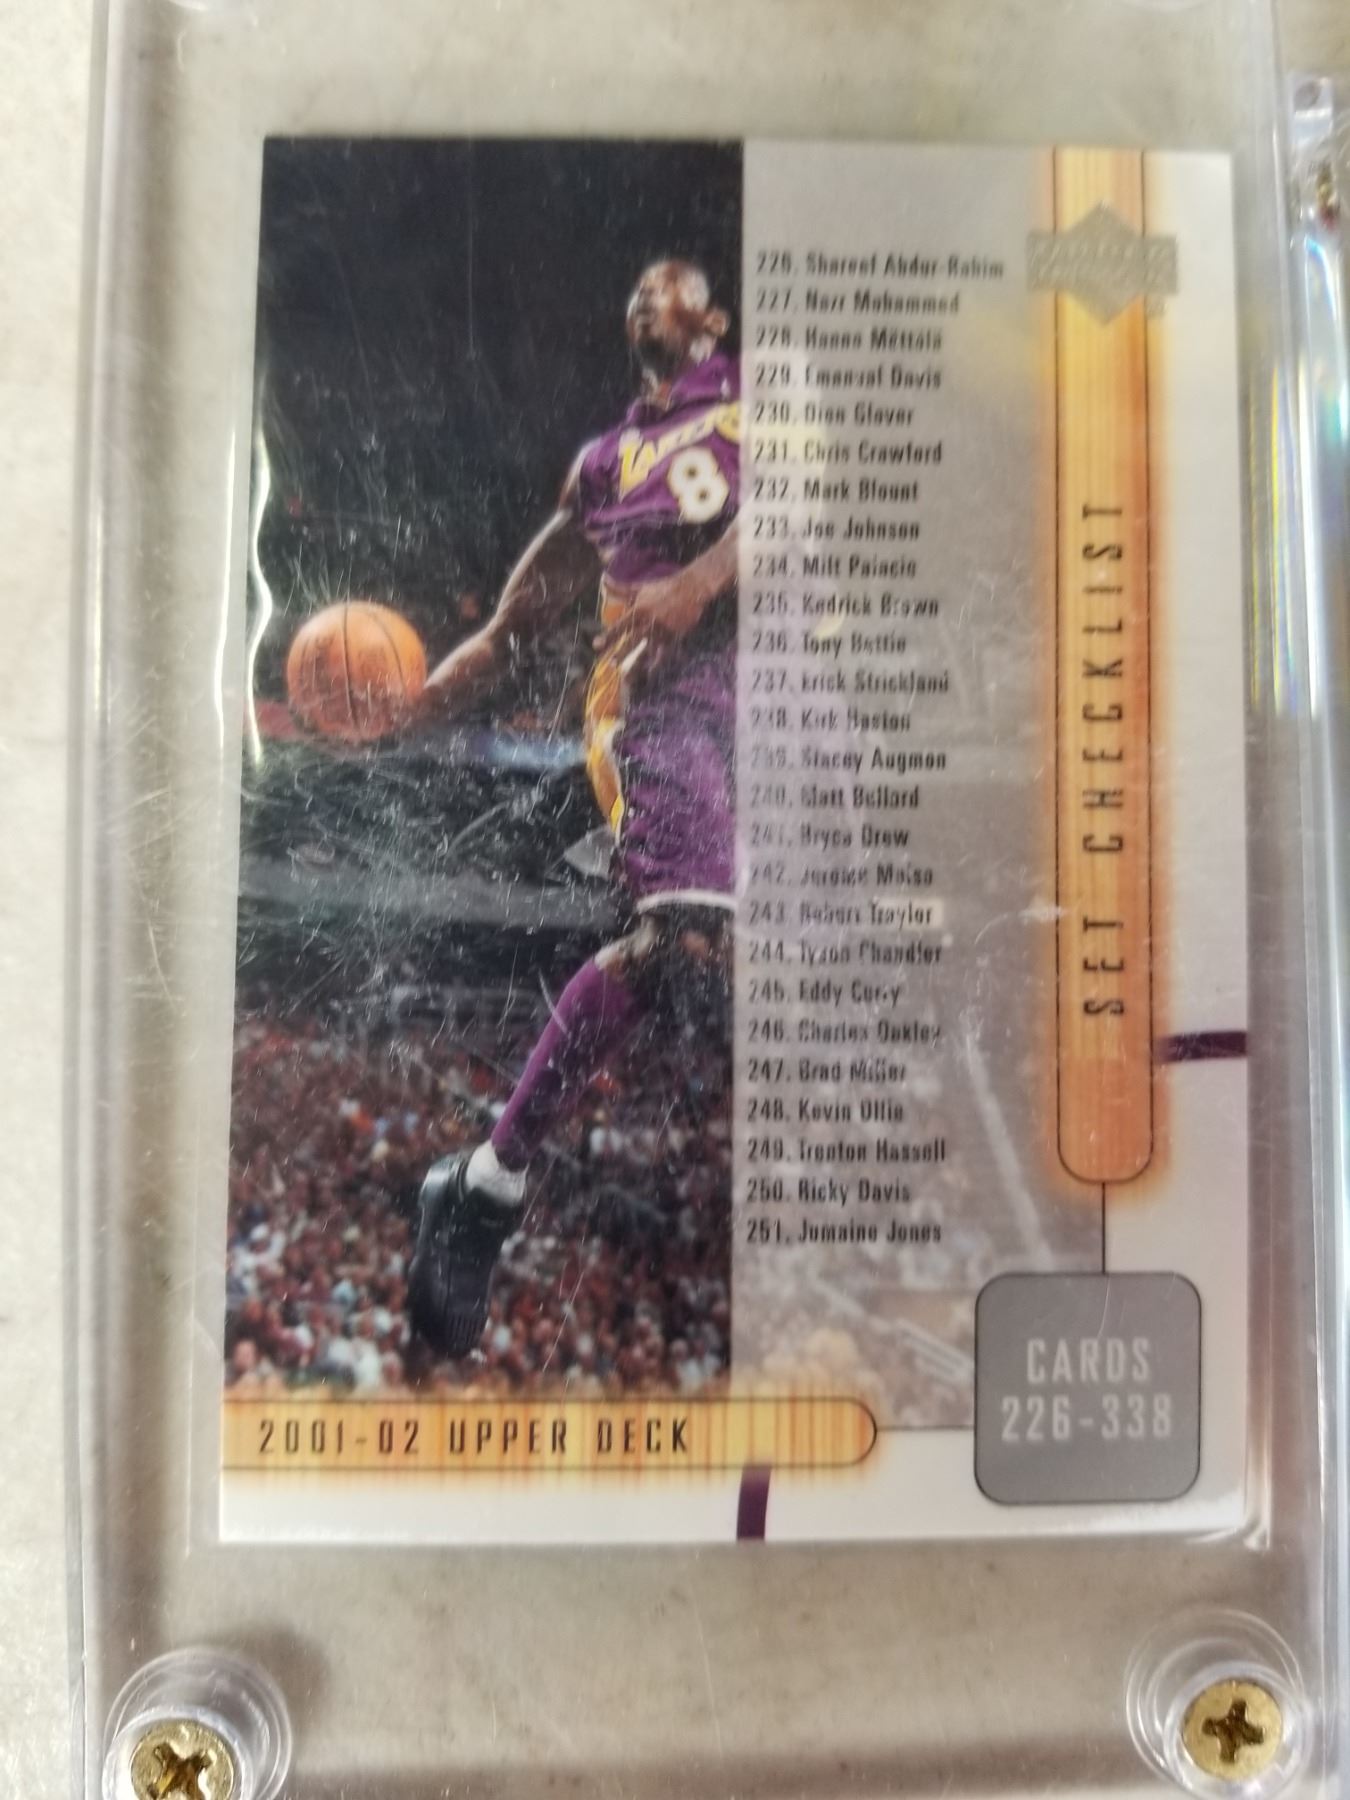 LAKERS
8
226. Shareef Abdur-Rahim
227. Nazr Mohammed
228. Hanno Mottola
229. Emanual Davis
230. Dion Glover
231. Chris Crawford
232. Mark Blount
233. Joe Johnson
234. Milt Palacio
235. Kedrick Brown
236. Tony Battie
237. Erick Strickland
238. Kirk Haston
239. Stacey Augmon
240. Matt Bullard
241. Bryce Drew
242. Jerome Moiso
243. Robert Traylor
244. Tyson Chandler
245. Eddy Curry
246. Charles Oakley
247. Brad Miller
248. Kevin Ollie
249. Trenton Hassell
250. Ricky Davis
251. Jumaine Jones
SET CHECKLIST
CARDS
226-338
2001-02 UPPER DECK